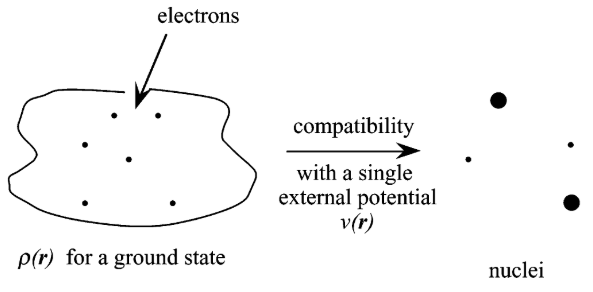 electrons
compatibility
with a single
external potential
v(r)
ρ(r) for a ground state
nuclei